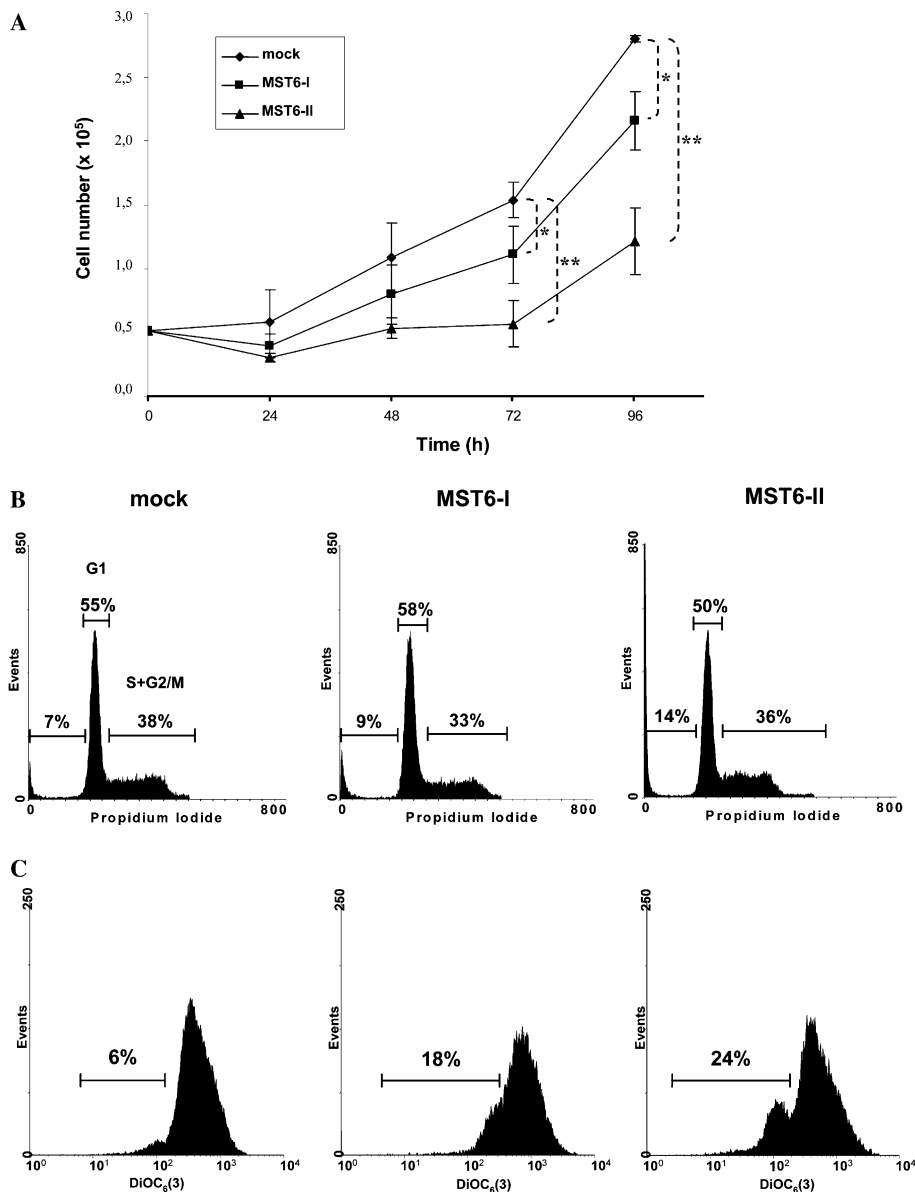 A
3,0
2,5
2,0
1,5
1,0
0,5
0,0
Cell number (x 10⁵)
mock
MST6-I
MST6-II
*
**
*
**
0 24 48 72 96
Time (h)
B
mock MST6-I MST6-II
850
Events
0
G1
55%
S+G2/M
7% 38%
0 800
Propidium Iodide
850
Events
0
58%
9% 33%
0 800
Propidium Iodide
850
Events
0
50%
14% 36%
0 800
Propidium Iodide
C
250
Events
0
6%
10⁰ 10¹ 10² 10³ 10⁴
DiOC₆(3)
250
Events
0
18%
10⁰ 10¹ 10² 10³ 10⁴
DiOC₆(3)
250
Events
0
24%
10⁰ 10¹ 10² 10³ 10⁴
DiOC₆(3)